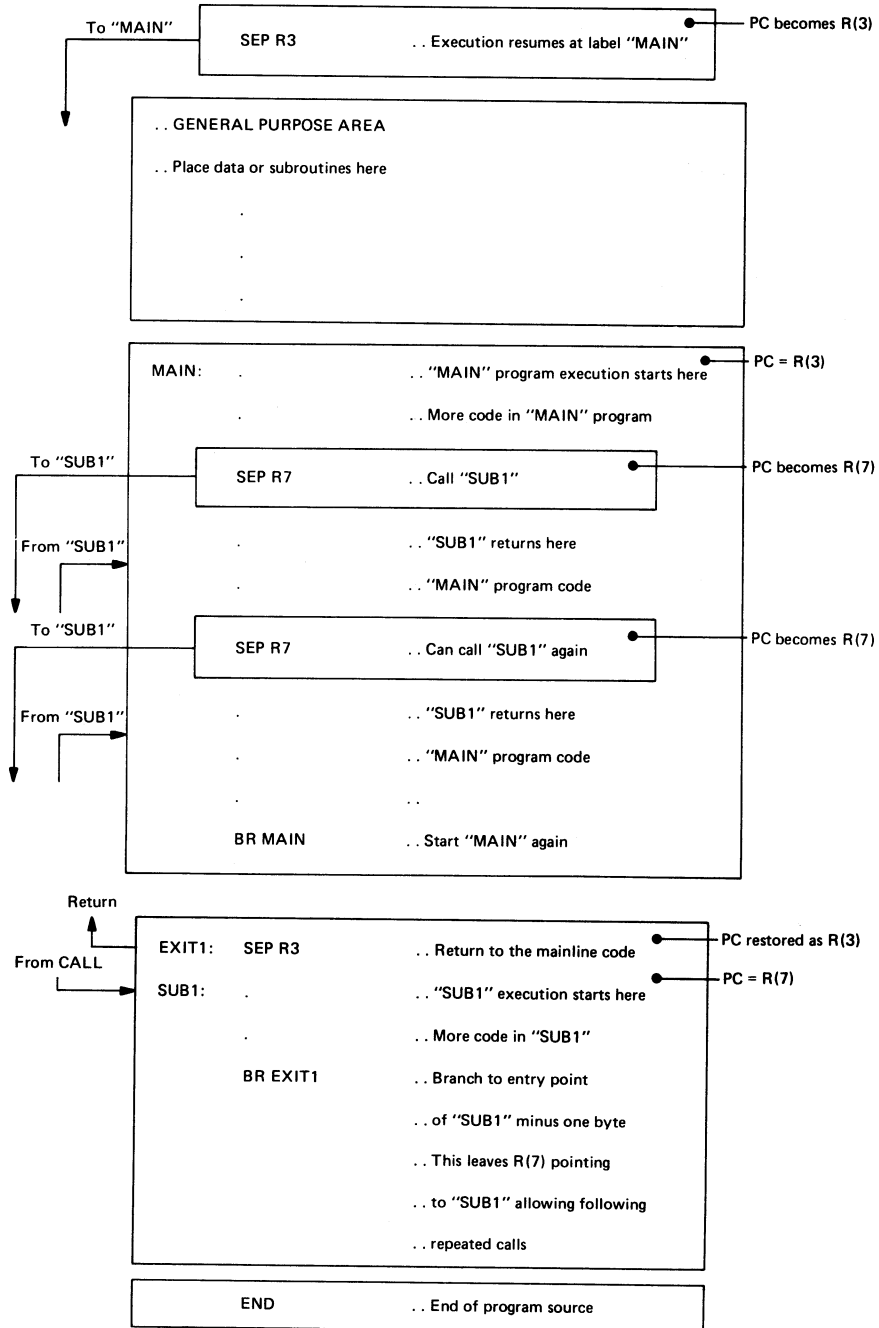 To “MAIN”
SEP R3 . . Execution resumes at label “MAIN”
PC becomes R(3)
. . GENERAL PURPOSE AREA
. . Place data or subroutines here
.
.
.
MAIN: . . . “MAIN” program execution starts here
PC = R(3)
. . . More code in “MAIN” program
To “SUB1”
SEP R7 . . Call “SUB1”
PC becomes R(7)
From “SUB1”
. . . “SUB1” returns here
. . . “MAIN” program code
To “SUB1”
SEP R7 . . Can call “SUB1” again
PC becomes R(7)
From “SUB1”
. . . “SUB1” returns here
. . . “MAIN” program code
. . .
BR MAIN . . Start “MAIN” again
Return
EXIT1: SEP R3 . . Return to the mainline code
PC restored as R(3)
From CALL
SUB1: . . . “SUB1” execution starts here
PC = R(7)
. . . More code in “SUB1”
BR EXIT1 . . Branch to entry point
. . of “SUB1” minus one byte
. . This leaves R(7) pointing
. . to “SUB1” allowing following
. . repeated calls
END . . End of program source